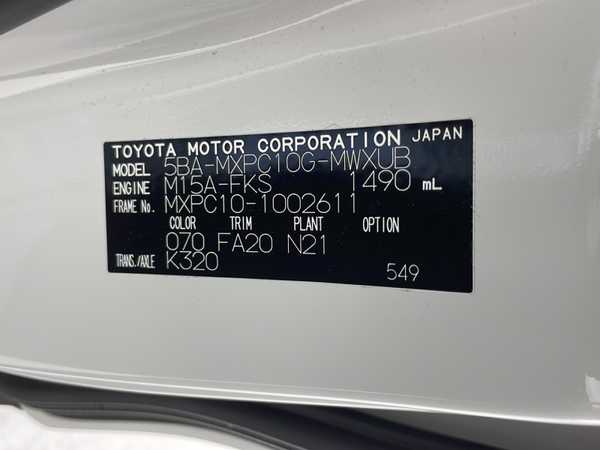 TOYOTA MOTOR CORPORATION JAPAN
MODEL 5BA-MXPC10G-MWXUB
ENGINE M15A-FKS 1490 mL
FRAME No. MXPC10-1002611
COLOR TRIM PLANT OPTION
070 FA20 N21
TRANS./AXLE K320
549